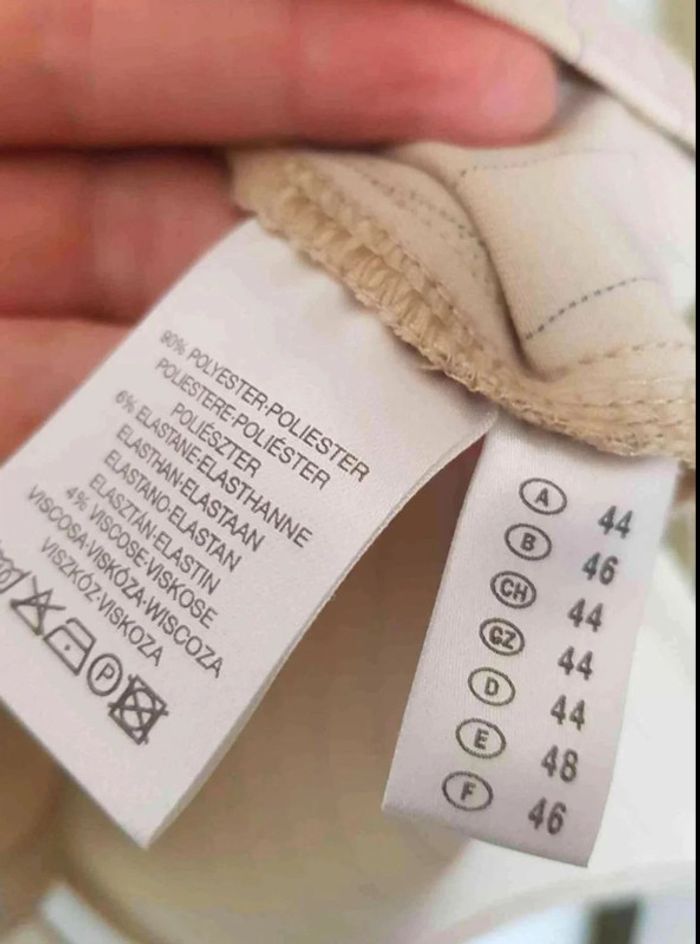 90% POLYESTER·POLIESTER
POLIESTERE·POLIÉSTER
POLIÉSZTER
6% ELASTANE·ELASTHANNE
ELASTHAN·ELASTAAN
ELASTANO·ELASTAN
ELASZTÁN·ELASTIN
4% VISCOSE·VISKOSE
VISCOSA·VISKÓZA·WISCOZA
VISZKÓZ·VISKOZA
P
A 44
B 46
CH 44
CZ 44
D 44
E 48
F 46